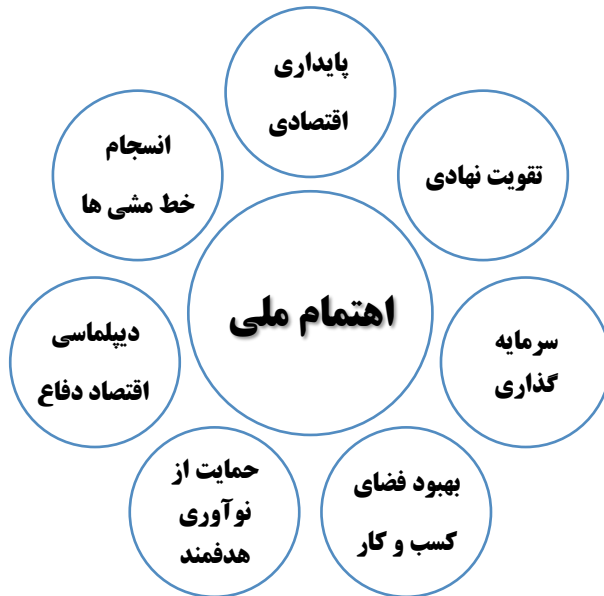 پایداری
اقتصادی
تقویت نهادی
سرمایه
گذاری
بهبود فضای
کسب و کار
حمایت از
نوآوری
هدفمند
دیپلماسی
اقتصاد دفاع
انسجام
خط مشی ها
اهتمام ملی